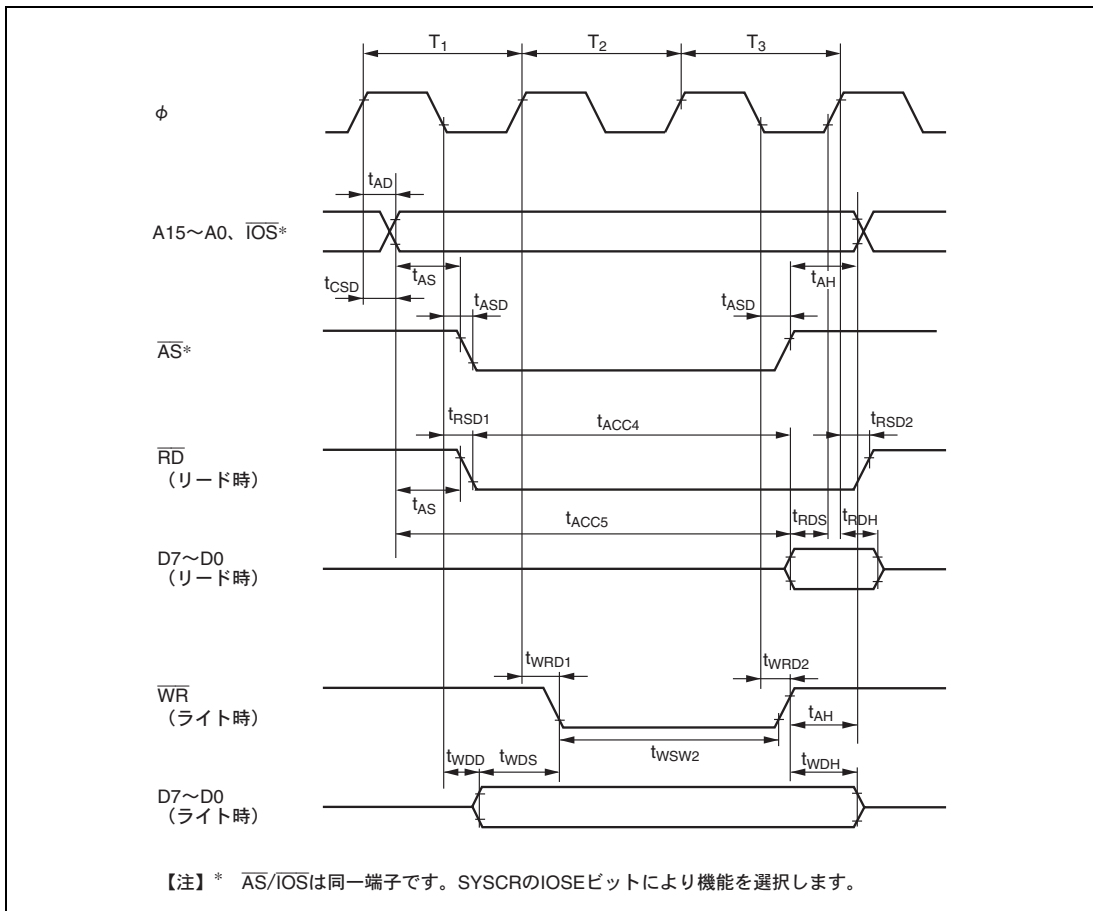 T1 T2 T3
φ
tAD
A15～A0、IOS*
tAS tAH
tCSD
tASD tASD
AS*
tRSD1 tACC4 tRSD2
RD
（リード時）
tAS
tACC5 tRDS tRDH
D7～D0
（リード時）
tWRD1 tWRD2
WR
（ライト時）
tAH
tWDD tWDS tWSW2 tWDH
D7～D0
（ライト時）
【注】* AS/IOSは同一端子です。SYSCRのIOSEビットにより機能を選択します。